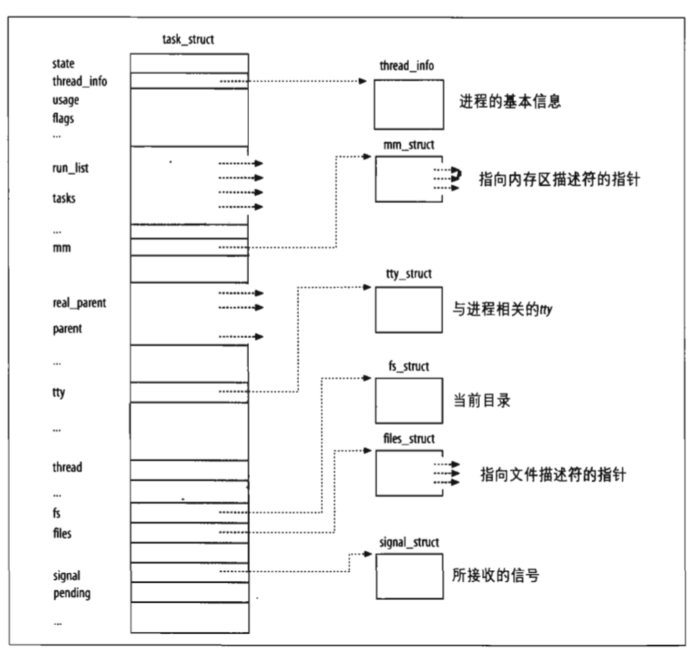 task_struct
state
thread_info
usage
flags
...
run_list
tasks
...
mm
real_parent
parent
...
tty
...
thread
...
fs
files
signal
pending
...
thread_info
进程的基本信息
mm_struct
指向内存区描述符的指针
tty_struct
与进程相关的tty
fs_struct
当前目录
files_struct
指向文件描述符的指针
signal_struct
所接收的信号